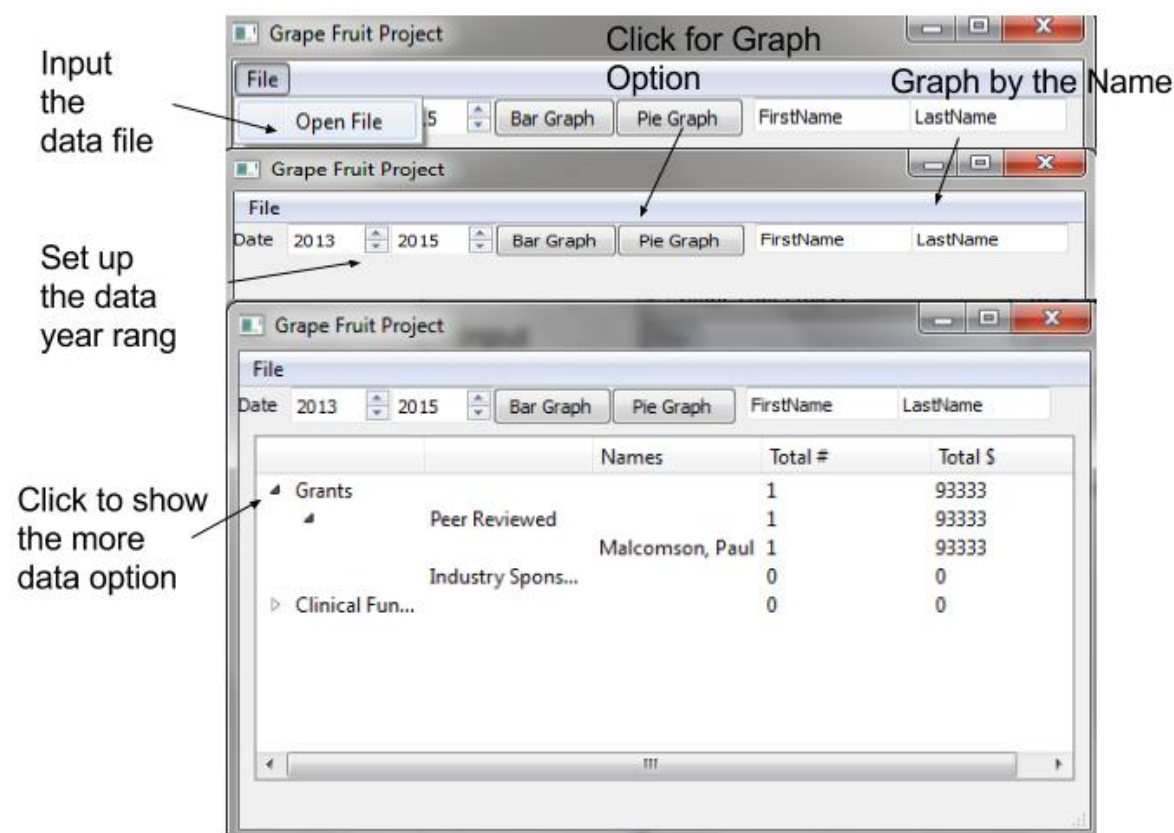 Grape Fruit Project
Click for Graph
Option
Input
the
data file
File
Graph by the Name
Open File 5 Bar Graph Pie Graph FirstName LastName
Grape Fruit Project
File
Date 2013 2015 Bar Graph Pie Graph FirstName LastName
Set up
the data
year rang
Grape Fruit Project
File
Date 2013 2015 Bar Graph Pie Graph FirstName LastName
Names Total # Total $
Grants 1 93333
Peer Reviewed 1 93333
Malcomson, Paul 1 93333
Industry Spons... 0 0
Clinical Fun... 0 0
Click to show
the more
data option